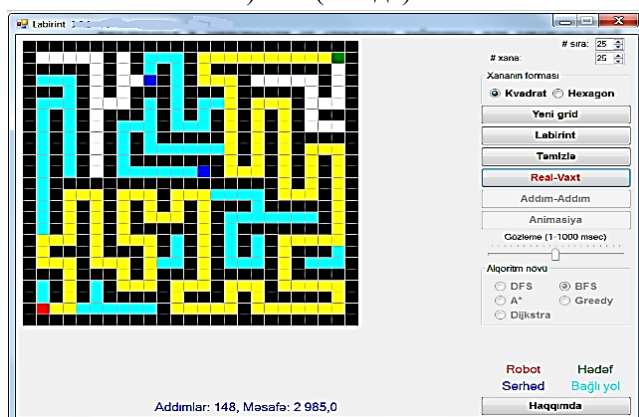 Labirint
# sıra: 25
# xana: 25
Xananın forması
Kvadrat Hexagon
Yeni grid
Labirint
Təmizlə
Real-Vaxt
Addım-Addım
Animasiya
Gözləmə (1-1000 msec)
Alqoritm növü
DFS BFS
A* Greedy
Dijkstra
Robot Hədəf
Sərhəd Bağlı yol
Haqqımda
Addımlar: 148, Məsafə: 2 985,0